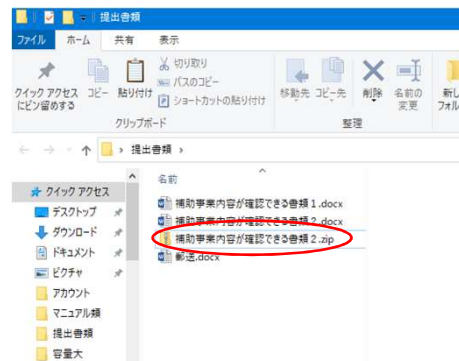 提出書類
ファイル ホーム 共有 表示
クイック アクセス
にピン留めする
コピー
貼り付け
切り取り
パスのコピー
ショートカットの貼り付け
移動先 コピー先 削除 名前の
変更
新し
フォル
クリップボード 整理
提出書類
クイック アクセス
デスクトップ
ダウンロード
ドキュメント
ピクチャ
アカウント
マニュアル類
提出書類
容量大
名前
補助事業内容が確認できる書類1.docx
補助事業内容が確認できる書類2.docx
補助事業内容が確認できる書類2.zip
郵送.docx